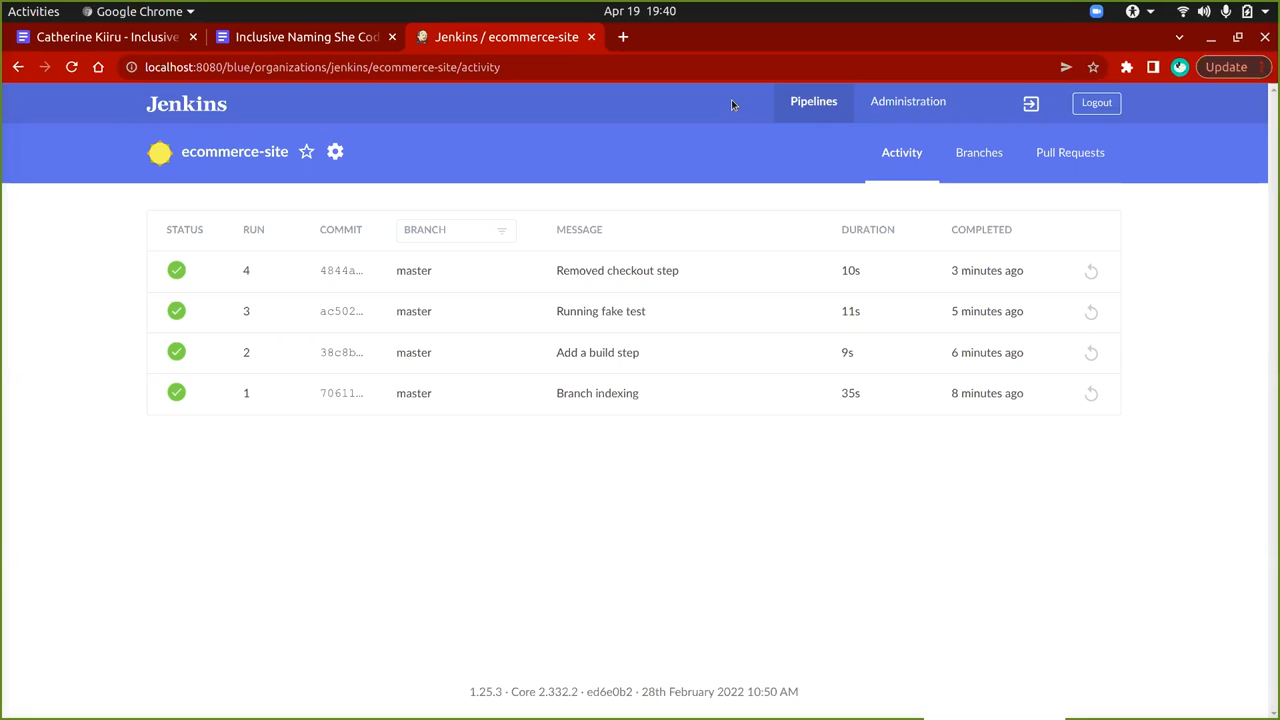 Activities Google Chrome Apr 19 19:40
Catherine Kiiru - Inclusive Inclusive Naming She Cod Jenkins / ecommerce-site
localhost:8080/blue/organizations/jenkins/ecommerce-site/activity Update
Jenkins Pipelines Administration Logout
ecommerce-site Activity Branches Pull Requests
STATUS RUN COMMIT BRANCH MESSAGE DURATION COMPLETED
4 4844a... master Removed checkout step 10s 3 minutes ago
3 ac502... master Running fake test 11s 5 minutes ago
2 38c8b... master Add a build step 9s 6 minutes ago
1 70611... master Branch indexing 35s 8 minutes ago
1.25.3 · Core 2.332.2 · ed6e0b2 · 28th February 2022 10:50 AM